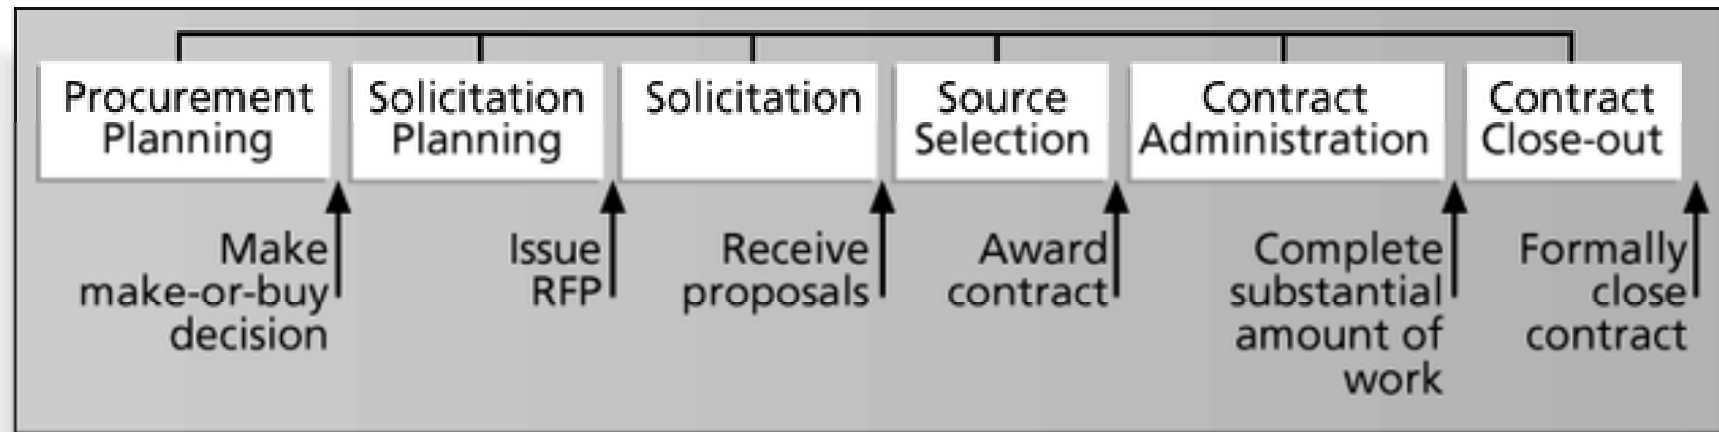 Procurement
Planning
Solicitation
Planning
Solicitation
Source
Selection
Contract
Administration
Contract
Close-out
Make
make-or-buy
decision
Issue
RFP
Receive
proposals
Award
contract
Complete
substantial
amount of
work
Formally
close
contract